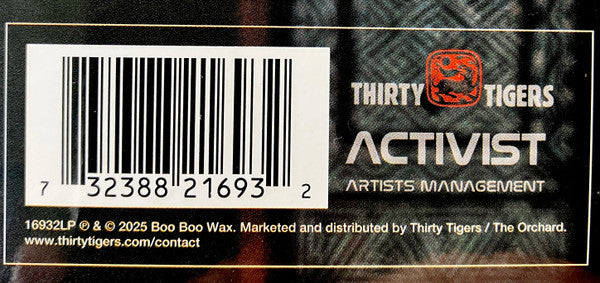 THIRTY TIGERS
ACTIVIST
ARTISTS MANAGEMENT
7 32388 21693 2
16932LP ℗ & © 2025 Boo Boo Wax. Marketed and distributed by Thirty Tigers / The Orchard.
www.thirtytigers.com/contact